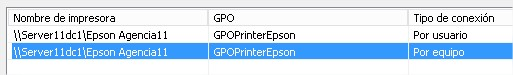 Nombre de impresora GPO Tipo de conexión
\\Server11dc1\Epson Agencia11 GPOPrinterEpson Por usuario
\\Server11dc1\Epson Agencia11 GPOPrinterEpson Por equipo